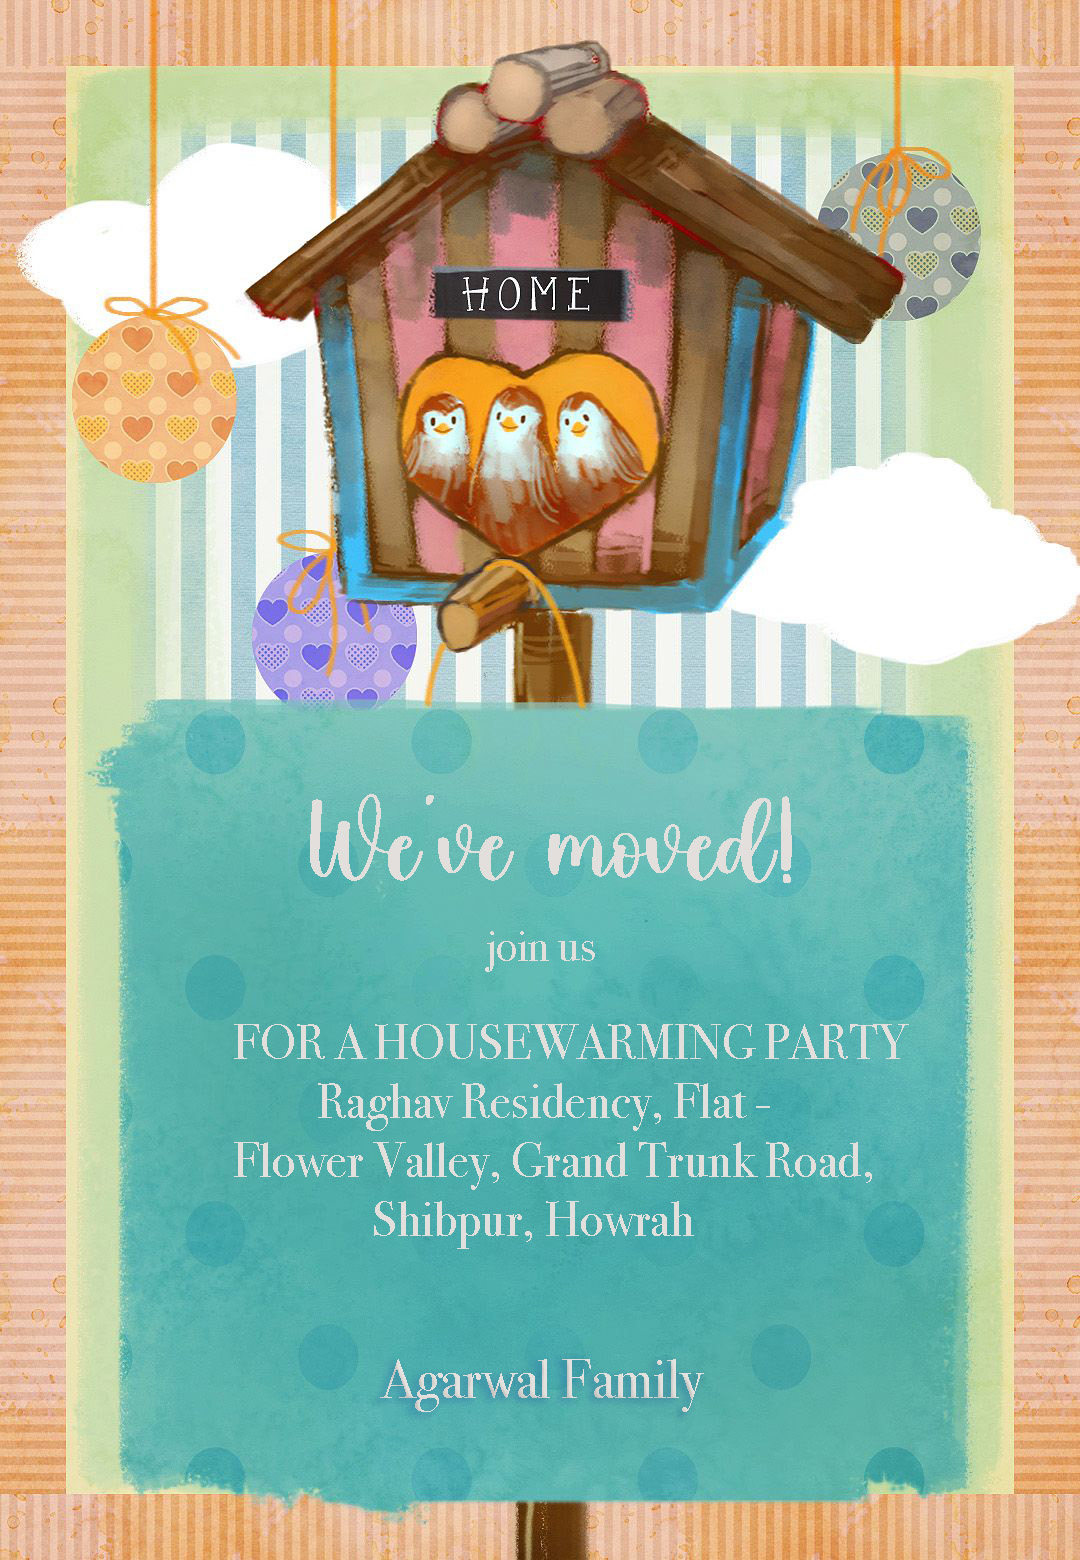 HOME
We've moved!
join us
FOR A HOUSEWARMING PARTY
Raghav Residency, Flat -
Flower Valley, Grand Trunk Road,
Shibpur, Howrah
Agarwal Family